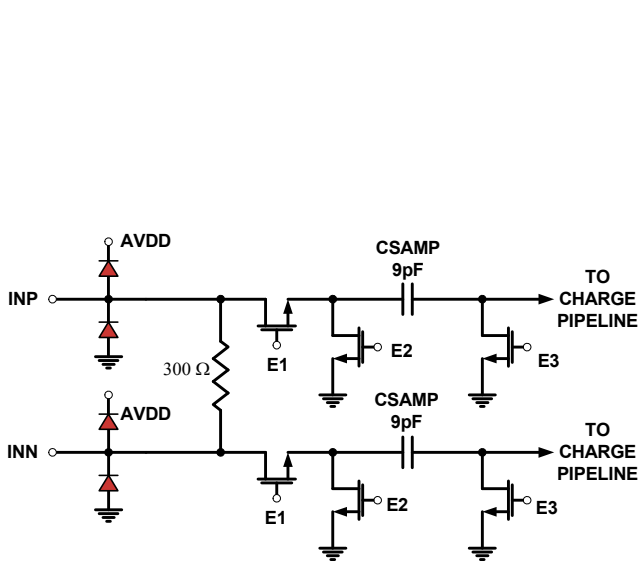 AVDD
CSAMP
9pF
INP
TO
CHARGE
PIPELINE
E1
E2
E3
300 Ω
AVDD
CSAMP
9pF
INN
TO
CHARGE
PIPELINE
E1
E2
E3